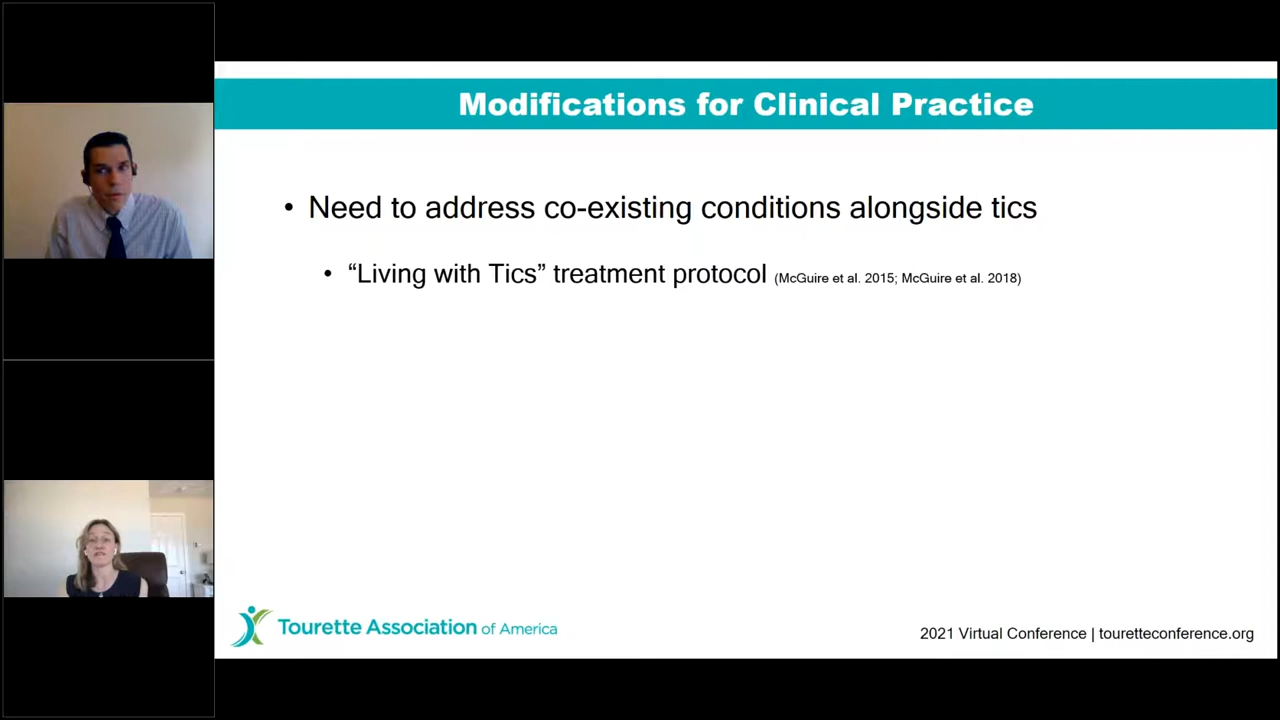 Modifications for Clinical Practice
• Need to address co-existing conditions alongside tics
• “Living with Tics” treatment protocol (McGuire et al. 2015; McGuire et al. 2018)
Tourette Association of America
2021 Virtual Conference | touretteconference.org